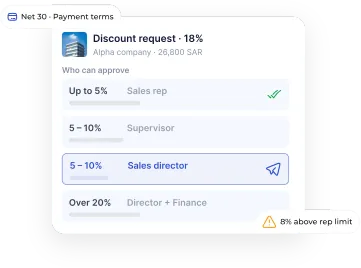 Net 30 · Payment terms
Discount request · 18%
Alpha company · 26,800 SAR
Who can approve
Up to 5% Sales rep
5 – 10% Supervisor
5 – 10% Sales director
Over 20% Director + Finance
8% above rep limit